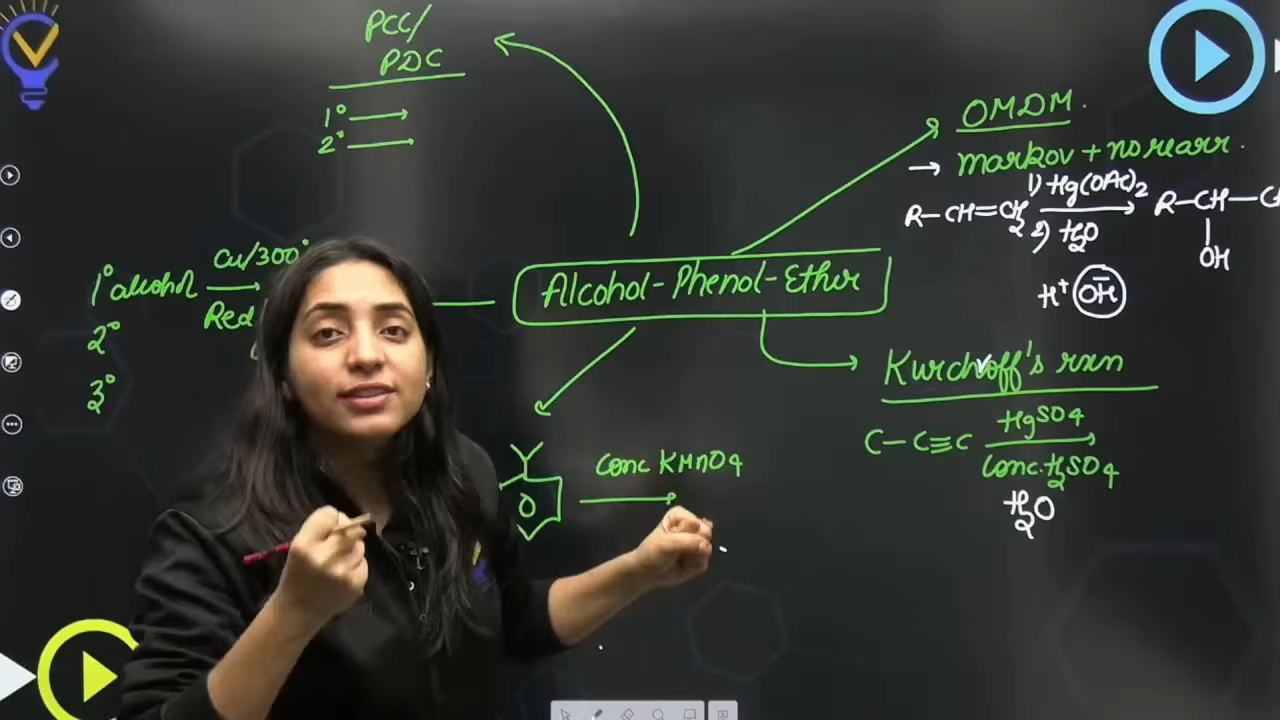 PCC/
PDC
1° →
2° →
OMDM.
→ Markov + no rearr.
1) Hg(OAc)2
R–CH=CH2 → R–CH–C
2) H2O
OH
H+ OH
Alcohol-Phenol-Ether
Cu/300°
1° alcohol →
Red
2°
3°
Kurchroff's rxn
HgSO4
C–C≡C →
Conc. H2SO4
H2O
Conc KMnO4